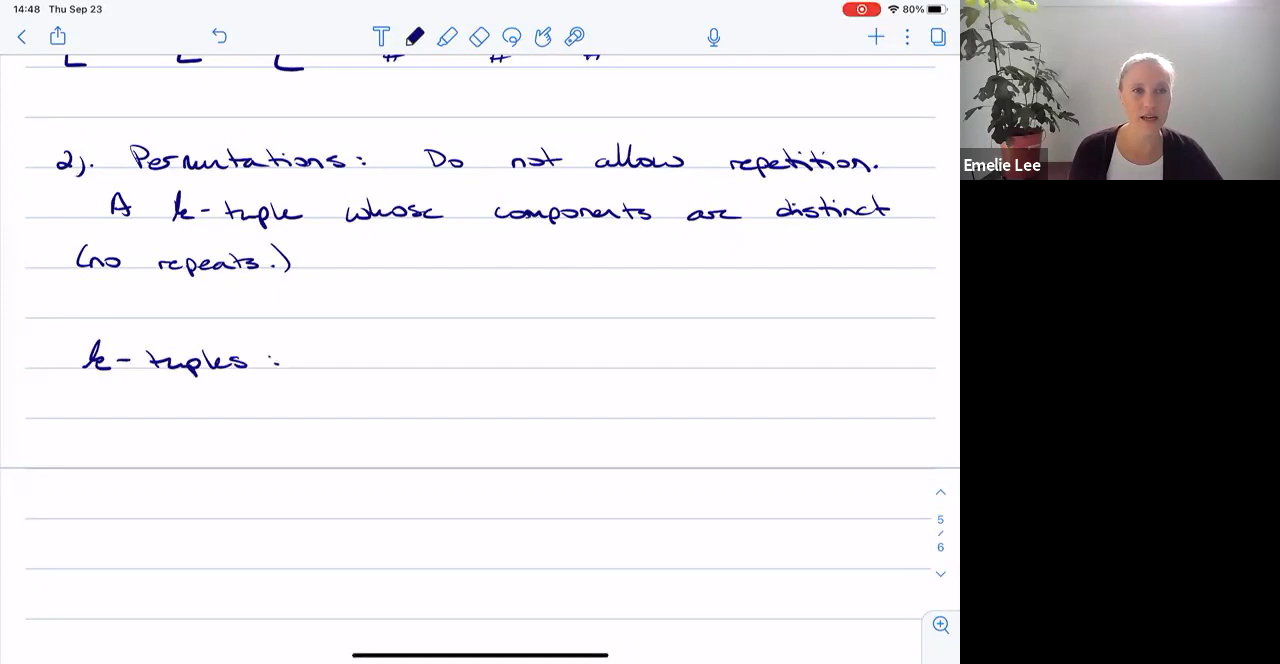 14:48 Thu Sep 23
80%
2). Permutations: Do not allow repetition.
A k-tuple whose components are distinct
(no repeats.)
k-tuples :
5
/
6
Emelie Lee